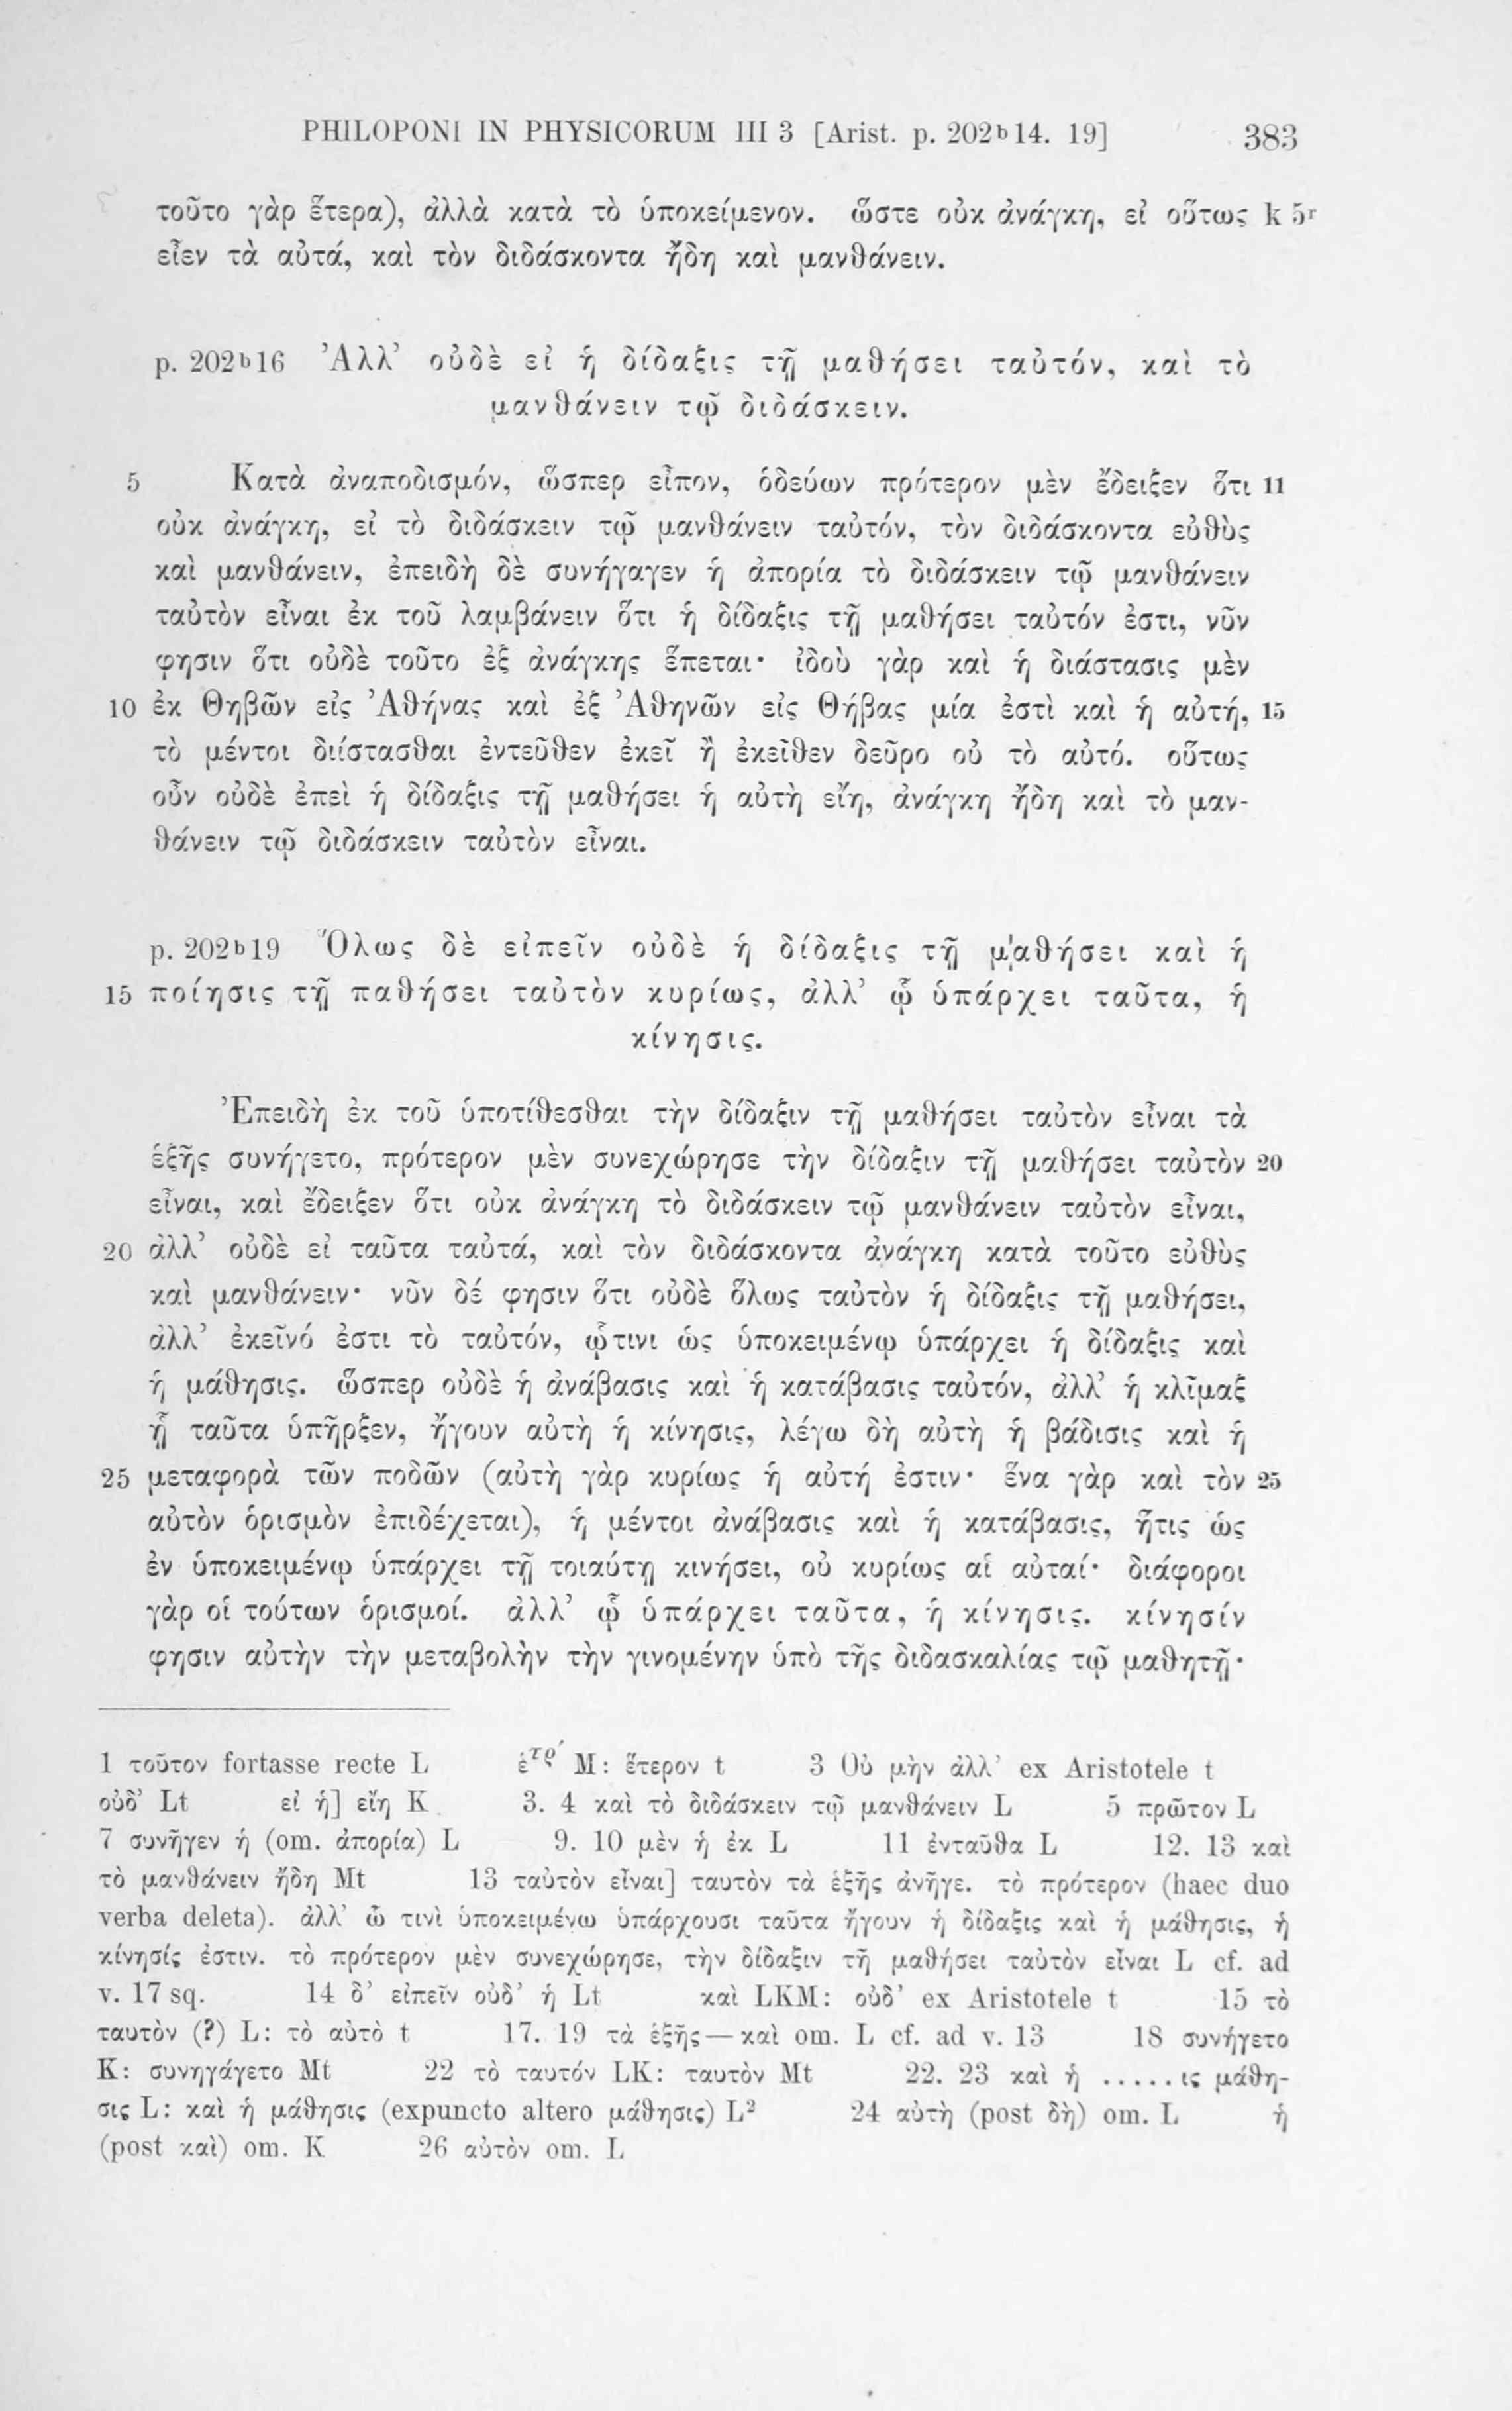 PHILOPONI IN PHYSICORUM III 3 [Arist. p. 202b14. 19] 383
τοῦτο γὰρ ἕτερα), ἀλλὰ κατὰ τὸ ὑποκείμενον. ὥστε οὐκ ἀνάγκη, εἰ οὕτως k 5r
εἶεν τὰ αὐτά, καὶ τὸν διδάσκοντα ἤδη καὶ μανθάνειν.
p. 202b16 Ἀλλ’ οὐδὲ εἰ ἡ δίδαξις τῇ μαθήσει ταὐτόν, καὶ τὸ
μανθάνειν τῷ διδάσκειν.
5 Κατὰ ἀναποδισμόν, ὥσπερ εἶπον, ὁδεύων πρότερον μὲν ἔδειξεν ὅτι 11
οὐκ ἀνάγκη, εἰ τὸ διδάσκειν τῷ μανθάνειν ταὐτόν, τὸν διδάσκοντα εὐθὺς
καὶ μανθάνειν, ἐπειδὴ δὲ συνήγαγεν ἡ ἀπορία τὸ διδάσκειν τῷ μανθάνειν
ταὐτὸν εἶναι ἐκ τοῦ λαμβάνειν ὅτι ἡ δίδαξις τῇ μαθήσει ταὐτόν ἐστι, νῦν
φησιν ὅτι οὐδὲ τοῦτο ἐξ ἀνάγκης ἕπεται· ἰδοὺ γὰρ καὶ ἡ διάστασις μὲν
10 ἐκ Θηβῶν εἰς Ἀθήνας καὶ ἐξ Ἀθηνῶν εἰς Θήβας μία ἐστὶ καὶ ἡ αὐτή, 15
τὸ μέντοι διίστασθαι ἐντεῦθεν ἐκεῖ ἢ ἐκεῖθεν δεῦρο οὐ τὸ αὐτό. οὕτως
οὖν οὐδὲ ἐπεὶ ἡ δίδαξις τῇ μαθήσει ἡ αὐτὴ εἴη, ἀνάγκη ἤδη καὶ τὸ μαν-
θάνειν τῷ διδάσκειν ταὐτὸν εἶναι.
p. 202b19 Ὅλως δὲ εἰπεῖν οὐδὲ ἡ δίδαξις τῇ μαθήσει καὶ ἡ
15 ποίησις τῇ παθήσει ταὐτὸν κυρίως, ἀλλ’ ᾧ ὑπάρχει ταῦτα, ἡ
κίνησις.
Ἐπειδὴ ἐκ τοῦ ὑποτίθεσθαι τὴν δίδαξιν τῇ μαθήσει ταὐτὸν εἶναι τὰ
ἑξῆς συνήγετο, πρότερον μὲν συνεχώρησε τὴν δίδαξιν τῇ μαθήσει ταὐτὸν 20
εἶναι, καὶ ἔδειξεν ὅτι οὐκ ἀνάγκη τὸ διδάσκειν τῷ μανθάνειν ταὐτὸν εἶναι,
20 ἀλλ’ οὐδὲ εἰ ταῦτα ταὐτά, καὶ τὸν διδάσκοντα ἀνάγκη κατὰ τοῦτο εὐθὺς
καὶ μανθάνειν· νῦν δέ φησιν ὅτι οὐδὲ ὅλως ταὐτὸν ἡ δίδαξις τῇ μαθήσει,
ἀλλ’ ἐκεῖνό ἐστι τὸ ταὐτόν, ᾧτινι ὡς ὑποκειμένῳ ὑπάρχει ἡ δίδαξις καὶ
ἡ μάθησις. ὥσπερ οὐδὲ ἡ ἀνάβασις καὶ ἡ κατάβασις ταὐτόν, ἀλλ’ ἡ κλῖμαξ
ᾗ ταῦτα ὑπῆρξεν, ἤγουν αὐτὴ ἡ κίνησις, λέγω δὴ αὐτὴ ἡ βάδισις καὶ ἡ
25 μεταφορὰ τῶν ποδῶν (αὐτὴ γὰρ κυρίως ἡ αὐτή ἐστιν· ἕνα γὰρ καὶ τὸν 25
αὐτὸν ὁρισμὸν ἐπιδέχεται), ἡ μέντοι ἀνάβασις καὶ ἡ κατάβασις, ἥτις ὡς
ἐν ὑποκειμένῳ ὑπάρχει τῇ τοιαύτῃ κινήσει, οὐ κυρίως αἱ αὐταί· διάφοροι
γὰρ οἱ τούτων ὁρισμοί. ἀλλ’ ᾧ ὑπάρχει ταῦτα, ἡ κίνησις. κίνησίν
φησιν αὐτὴν τὴν μεταβολὴν τὴν γινομένην ὑπὸ τῆς διδασκαλίας τῷ μαθητῇ·
1 τοῦτον fortasse recte L ἑτρ´ M: ἕτερον t 3 Οὐ μὴν ἀλλ’ ex Aristotele t
οὐδ’ Lt εἰ ἡ] εἴη K 3. 4 καὶ τὸ διδάσκειν τῷ μανθάνειν L 5 πρῶτον L
7 συνῆγεν ἡ (om. ἀπορία) L 9. 10 μὲν ἡ ἐκ L 11 ἐνταῦθα L 12. 13 καὶ
τὸ μανθάνειν ἤδη Mt 13 ταὐτὸν εἶναι] ταυτὸν τὰ ἑξῆς ἀνῆγε. τὸ πρότερον (haec duo
verba deleta). ἀλλ’ ὧ τινὶ ὑποκειμένω ὑπάρχουσι ταῦτα ἤγουν ἡ δίδαξις καὶ ἡ μάθησις, ἡ
κίνησίς ἐστιν. τὸ πρότερον μὲν συνεχώρησε, τὴν δίδαξιν τῆ μαθήσει ταὐτὸν εἶναι L cf. ad
v. 17 sq. 14 δ’ εἰπεῖν οὐδ’ ἡ Lt καὶ LKM: οὐδ’ ex Aristotele t 15 τὸ
ταυτὸν (?) L: τὸ αὐτὸ t 17. 19 τὰ ἑξῆς — καὶ om. L cf. ad v. 13 18 συνήγετο
K: συνηγάγετο Mt 22 τὸ ταυτόν LK: ταυτὸν Mt 22. 23 καὶ ἡ ..... ις μάθη-
σις L: καὶ ἡ μάθησις (expuncto altero μάθησις) L² 24 αὐτὴ (post δὴ) om. L ἡ
(post καὶ) om. K 26 αὐτὸν om. L